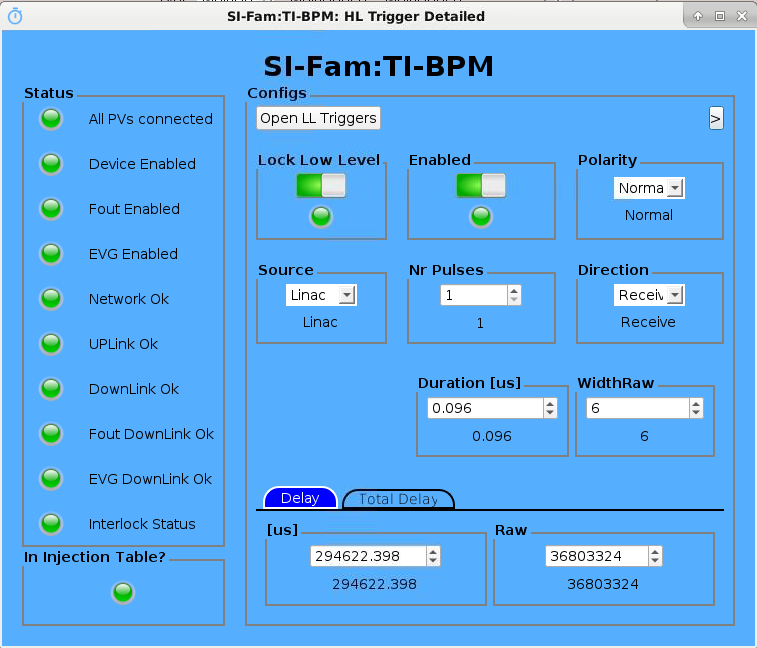 SI-Fam:TI-BPM: HL Trigger Detailed
SI-Fam:TI-BPM
Status
All PVs connected
Device Enabled
Fout Enabled
EVG Enabled
Network Ok
UPLink Ok
DownLink Ok
Fout DownLink Ok
EVG DownLink Ok
Interlock Status
In Injection Table?
Configs
Open LL Triggers
>
Lock Low Level
Enabled
Polarity
Norma
Normal
Source
Linac
Linac
Nr Pulses
1
1
Direction
Receiv
Receive
Duration [us]
0.096
0.096
WidthRaw
6
6
Delay
Total Delay
[us]
294622.398
294622.398
Raw
36803324
36803324